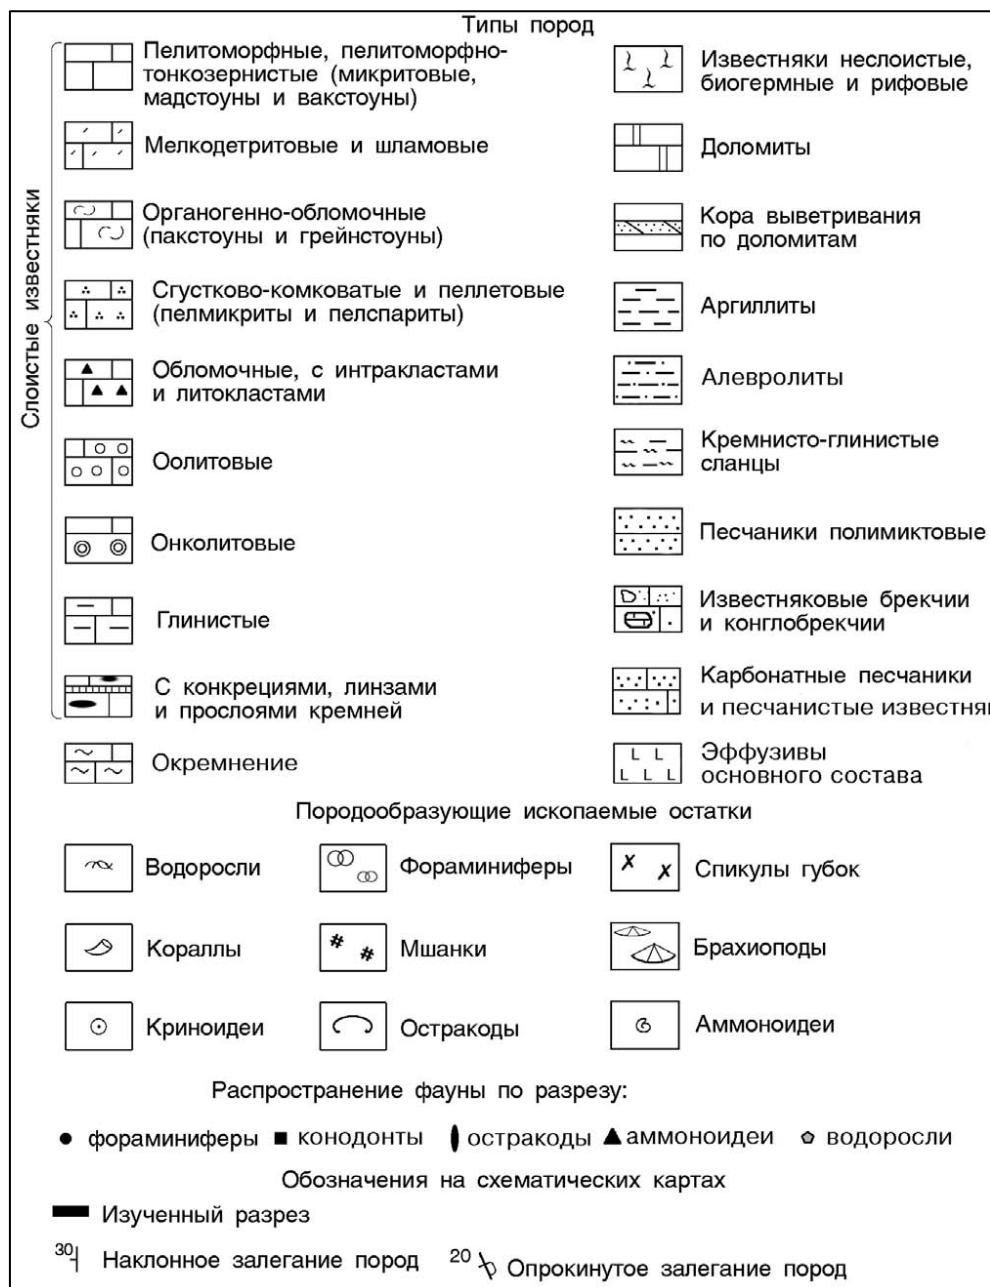 Типы пород
Слоистые известняки
Пелитоморфные, пелитоморфно-
тонкозернистые (микритовые,
мадстоуны и вакстоуны)
Мелкодетритовые и шламовые
Органогенно-обломочные
(пакстоуны и грейнстоуны)
Сгустково-комковатые и пеллетовые
(пелмикриты и пелспариты)
Обломочные, с интракластами
и литокластами
Оолитовые
Онколитовые
Глинистые
С конкрециями, линзами
и прослоями кремней
Окремнение
Известняки неслоистые,
биогермные и рифовые
Доломиты
Кора выветривания
по доломитам
Аргиллиты
Алевролиты
Кремнисто-глинистые
сланцы
Песчаники полимиктовые
Известняковые брекчии
и конглобрекчии
Карбонатные песчаники
и песчанистые известня
Эффузивы
основного состава
Породообразующие ископаемые остатки
Водоросли
Фораминиферы
Спикулы губок
Кораллы
Мшанки
Брахиоподы
Криноидеи
Остракоды
Аммоноидеи
Распространение фауны по разрезу:
фораминиферы конодонты остракоды аммоноидеи водоросли
Обозначения на схематических картах
Изученный разрез
30 Наклонное залегание пород 20 Опрокинутое залегание пород